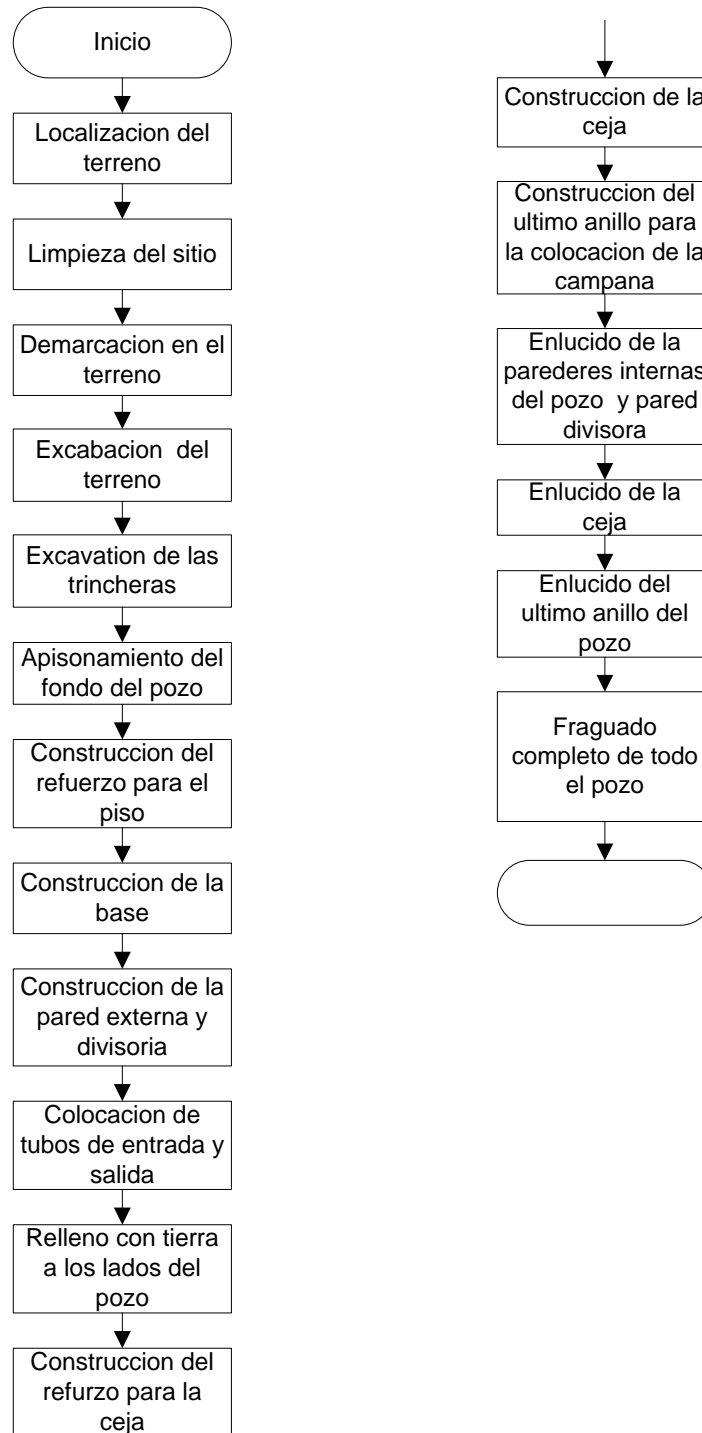 Inicio
Localizacion del
terreno
Limpieza del sitio
Demarcacion en el
terreno
Excabacion  del
terreno
Excavation de las
trincheras
Apisonamiento del
fondo del pozo
Construccion del
refuerzo para el
piso
Construccion de la
base
Construccion de la
pared externa y
divisoria
Colocacion de
tubos de entrada y
salida
Relleno con tierra
a los lados del
pozo
Construccion del
refurzo para la
ceja
Construccion de la
ceja
Construccion del
ultimo anillo para
la colocacion de la
campana
Enlucido de la
parederes internas
del pozo  y pared
divisora
Enlucido de la
ceja
Enlucido del
ultimo anillo del
pozo
Fraguado
completo de todo
el pozo